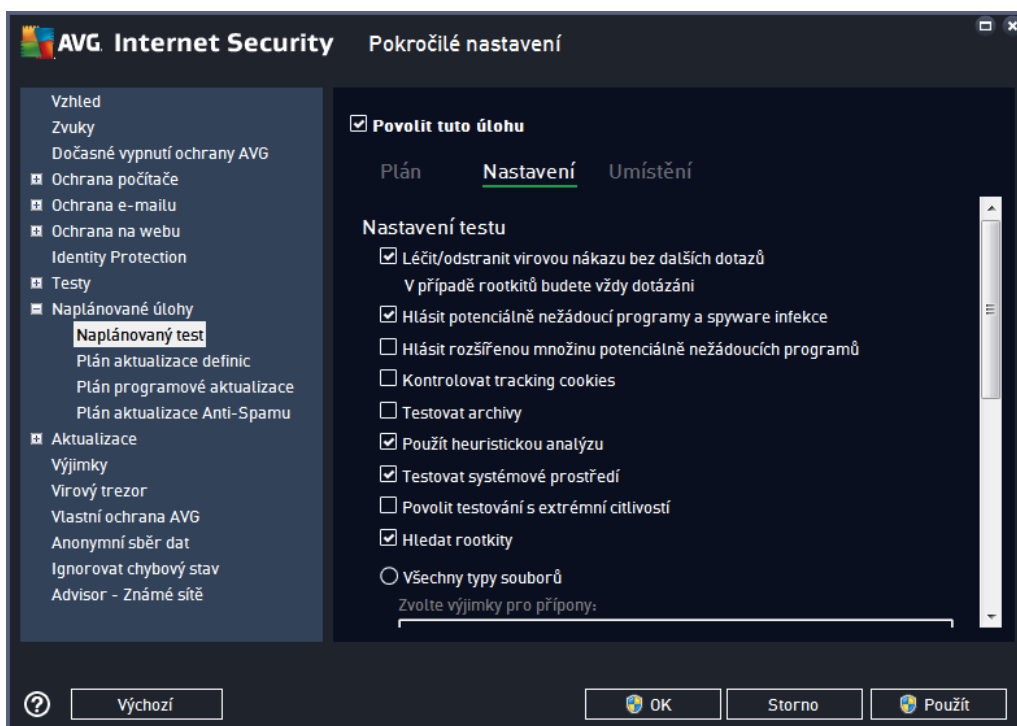 AVG. Internet Security Pokročilé nastavení
Vzhled
Zvuky
Dočasné vypnutí ochrany AVG
Ochrana počítače
Ochrana e-mailu
Ochrana na webu
Identity Protection
Testy
Naplánované úlohy
Naplánovaný test
Plán aktualizace definic
Plán programové aktualizace
Plán aktualizace Anti-Spamu
Aktualizace
Výjimky
Virový trezor
Vlastní ochrana AVG
Anonymní sběr dat
Ignorovat chybový stav
Advisor - Známé sítě
Povolit tuto úlohu
Plán Nastavení Umístění
Nastavení testu
Léčit/odstranit virovou nákazu bez dalších dotazů
V případě rootkitů budete vždy dotázáni
Hlásit potenciálně nežádoucí programy a spyware infekce
Hlásit rozšířenou množinu potenciálně nežádoucích programů
Kontrolovat tracking cookies
Testovat archivy
Použít heuristickou analýzu
Testovat systémové prostředí
Povolit testování s extrémní citlivostí
Hledat rootkity
Všechny typy souborů
Zvolte výjimky pro přípony:
? Výchozí OK Storno Použít